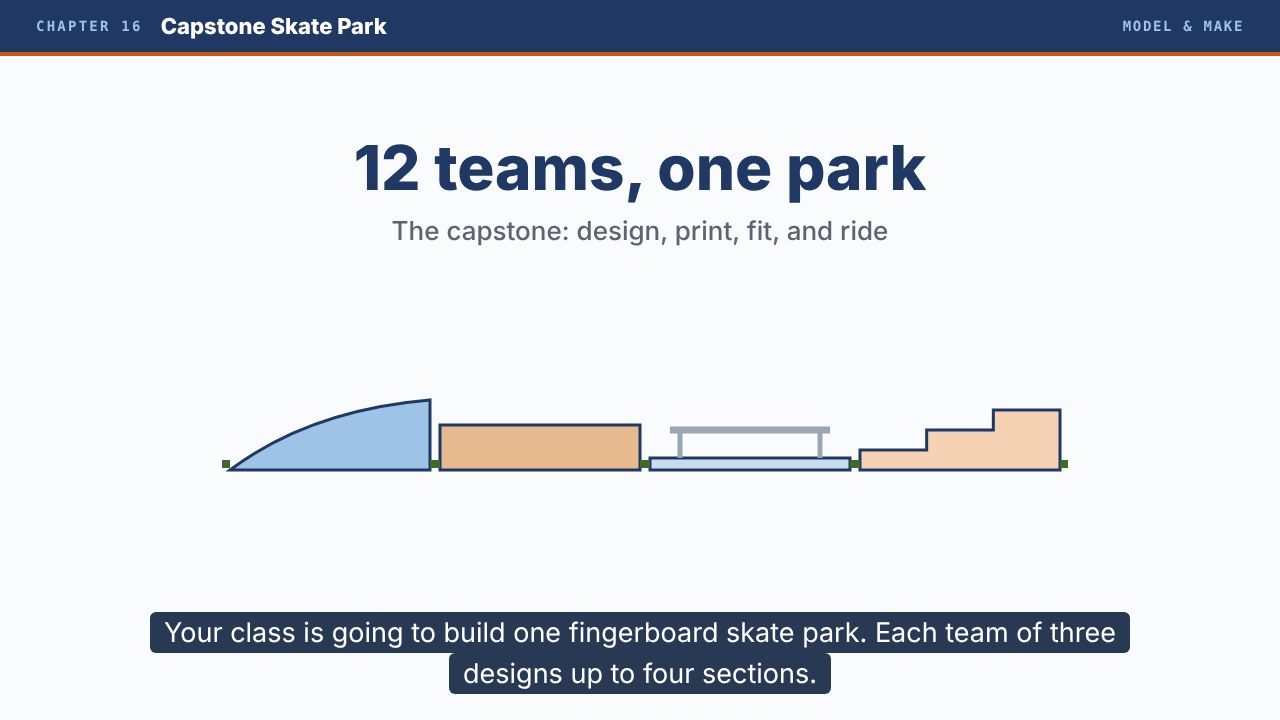 CHAPTER 16 Capstone Skate Park MODEL & MAKE
12 teams, one park
The capstone: design, print, fit, and ride
Your class is going to build one fingerboard skate park. Each team of three
designs up to four sections.